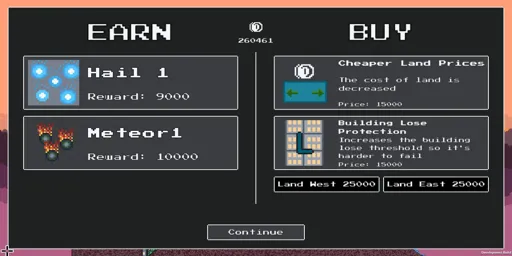 EARN
BUY
260461
Hail 1
Reward: 9000
Meteor1
Reward: 10000
Cheaper Land Prices
The cost of land is
decreased
Price: 15000
Building Lose
Protection
Increases the building
lose threshold so it's
harder to fail
Price: 15000
Land West 25000
Land East 25000
Continue